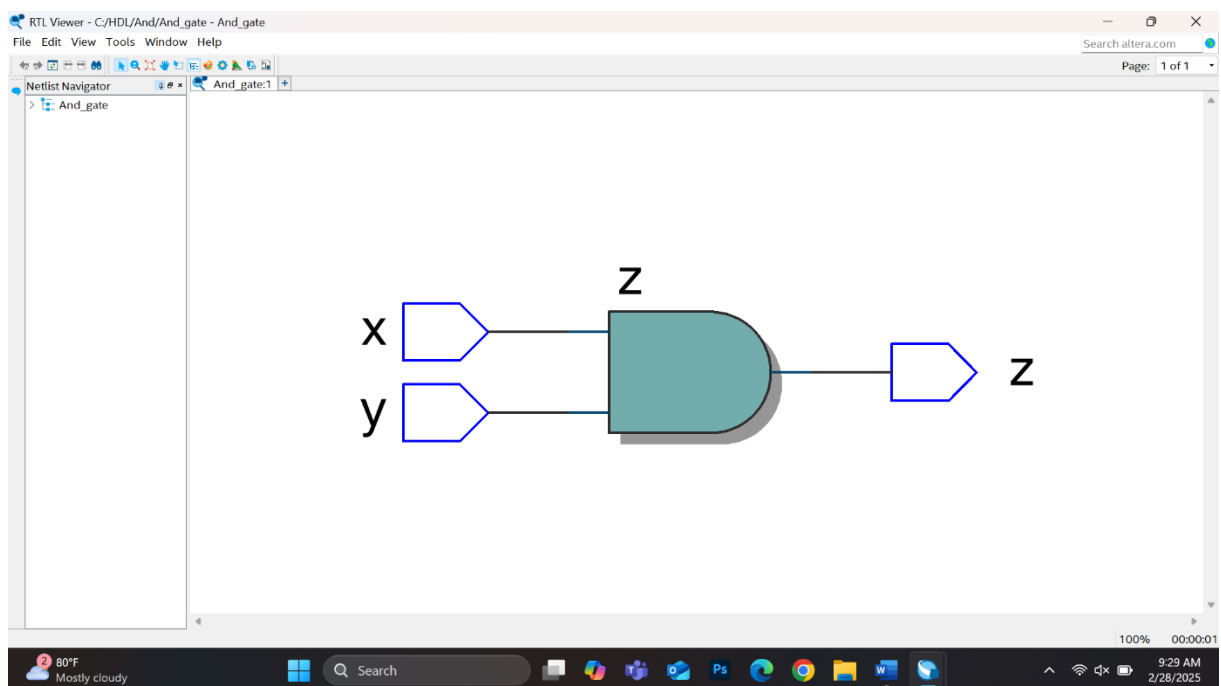 RTL Viewer - C:/HDL/And/And_gate - And_gate
File Edit View Tools Window Help
Search altera.com
Page: 1 of 1
Netlist Navigator
And_gate:1 +
And_gate
z
x
y
z
100% 00:00:01
2
80°F
Mostly cloudy
Search
Ps
9:29 AM
2/28/2025